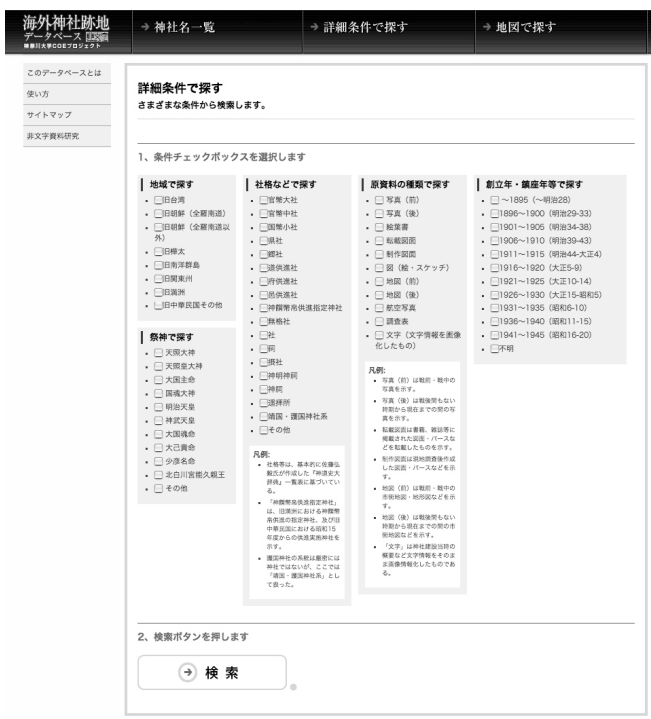 海外神社跡地
データベース
神奈川大学COEプロジェクト
神社名一覧
詳細条件で探す
地図で探す
このデータベースとは
使い方
サイトマップ
非文字資料研究
詳細条件で探す
さまざまな条件から検索します。
1、条件チェックボックスを選択します
地域で探す
旧台湾
旧朝鮮（全羅南道）
旧朝鮮（全羅南道以
外）
旧樺太
旧南洋群島
旧関東州
旧満洲
旧中華民国その他
祭神で探す
天照大神
天照皇大神
大国主命
国魂大神
明治天皇
神武天皇
大国魂命
大己貴命
少彦名命
北白川宮能久親王
その他
社格などで探す
官幣大社
官幣中社
国幣小社
県社
郷社
道供進社
府供進社
邑供進社
神饌幣帛供進指定神社
無格社
社
祠
摂社
神明神祠
神祠
遥拝所
靖国・護国神社系
その他
凡例:
社格等は、基本的に佐藤弘
毅氏が作成した「神道史大
辞典」一覧表に基づいてい
る。
「神饌幣帛供進指定神社」
は、旧満洲における神饌幣
帛供進の指定神社、及び旧
中華民国における昭和15
年度からの供進実施神社を
示す。
護国神社の系統は厳密には
神社ではないが、ここでは
「靖国・護国神社系」とし
て扱った。
原資料の種類で探す
写真（前）
写真（後）
絵葉書
転載図面
制作図面
図（絵・スケッチ）
地図（前）
地図（後）
航空写真
調査表
文字（文字情報を画像
化したもの）
凡例:
写真（前）は戦前・戦中の
写真を示す。
写真（後）は戦後間もない
時期から現在までの間の写
真を示す。
転載図面は書籍、雑誌等に
掲載された図面・パースな
どを転載したものを示す。
制作図面は現地調査後作成
した図面・パースなどを示
す。
地図（前）は戦前・戦中の
市街地図・地形図などを示
す。
地図（後）は戦後間もない
時期から現在までの間の市
街地図などを示す。
「文字」は神社建設当時の
概要など文字情報をそのま
ま画像情報化したものであ
る。
創立年・鎮座年等で探す
～1895（～明治28）
1896～1900（明治29-33）
1901～1905（明治34-38）
1906～1910（明治39-43）
1911～1915（明治44-大正4）
1916～1920（大正5-9）
1921～1925（大正10-14）
1926～1930（大正15-昭和5）
1931～1935（昭和6-10）
1936～1940（昭和11-15）
1941～1945（昭和16-20）
不明
2、検索ボタンを押します
検 索